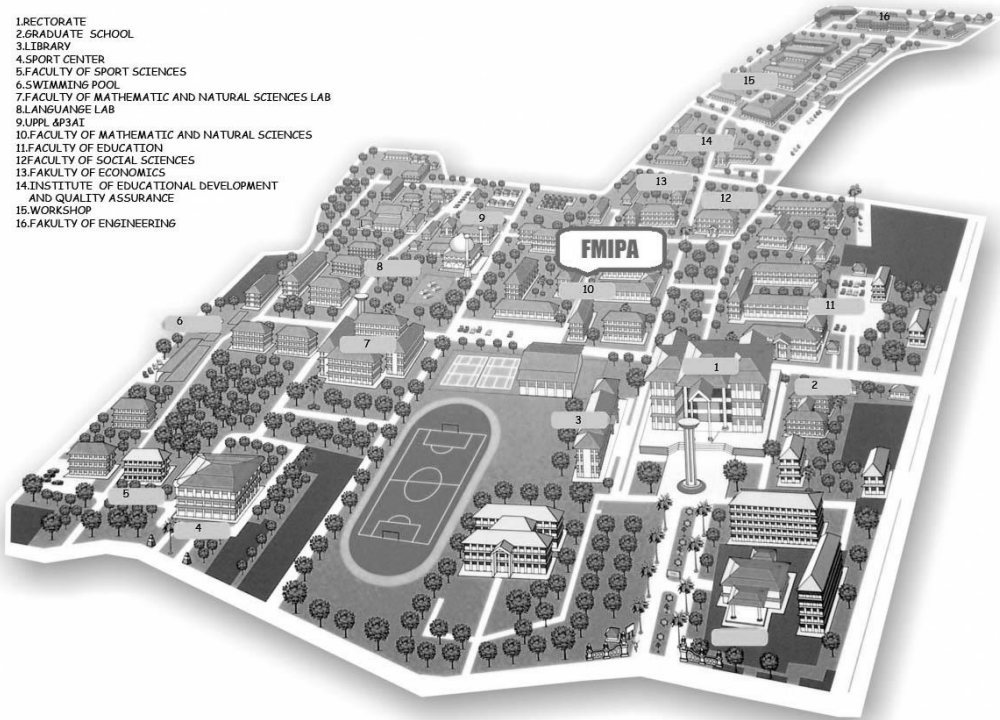 1.RECTORATE
2.GRADUATE SCHOOL
3.LIBRARY
4.SPORT CENTER
5.FACULTY OF SPORT SCIENCES
6.SWIMMING POOL
7.FACULTY OF MATHEMATIC AND NATURAL SCIENCES LAB
8.LANGUANGE LAB
9.UPPL &P3AI
10.FACULTY OF MATHEMATIC AND NATURAL SCIENCES
11.FACULTY OF EDUCATION
12FACULTY OF SOCIAL SCIENCES
13.FAKULTY OF ECONOMICS
14.INSTITUTE OF EDUCATIONAL DEVELOPMENT
AND QUALITY ASSURANCE
15.WORKSHOP
16.FAKULTY OF ENGINEERING
16
15
14
13
12
9
FMIPA
8
10
11
6
7
1
2
3
5
4